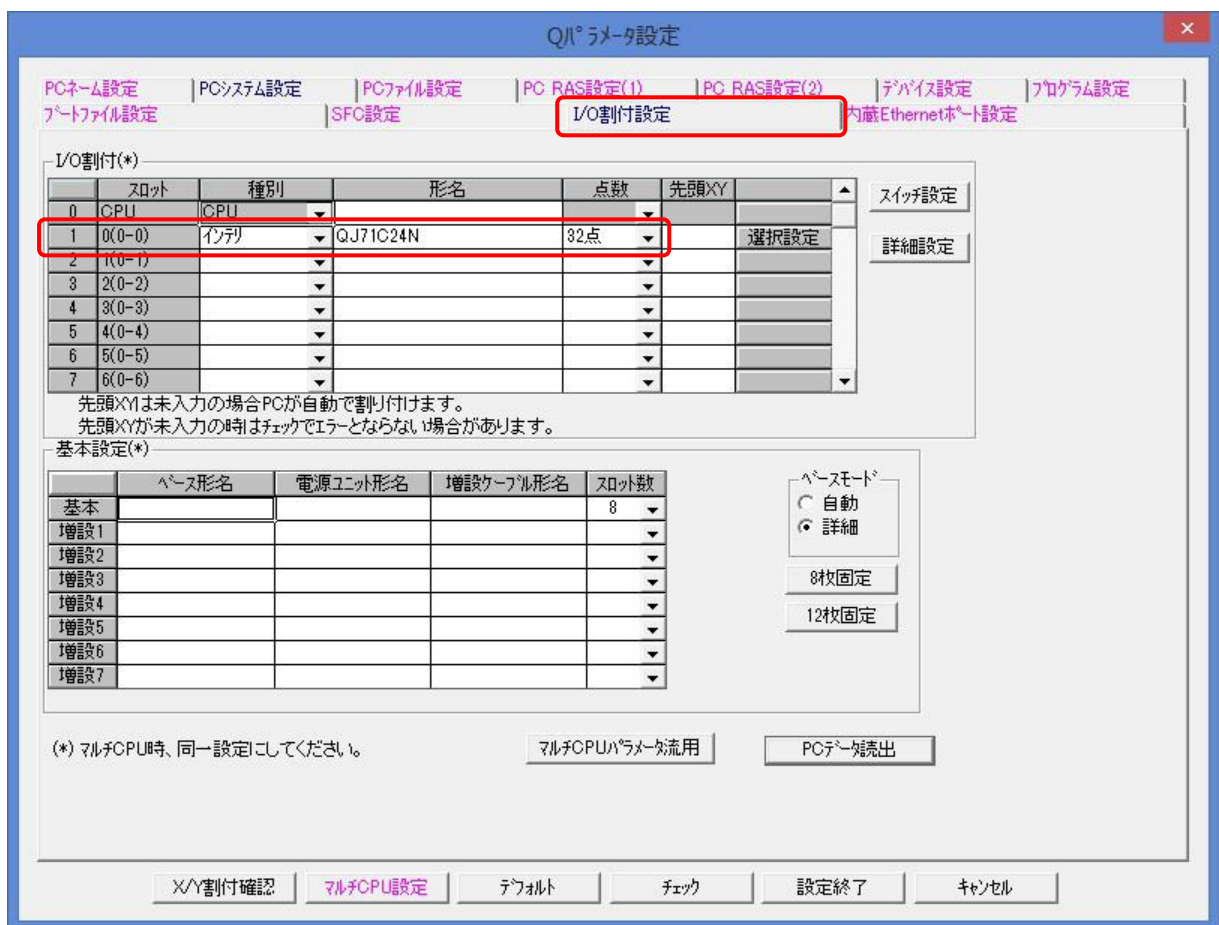 Qパラメータ設定
PCネーム設定 PCシステム設定 PCファイル設定 PC RAS設定(1) PC RAS設定(2) デバイス設定 プログラム設定
ブートファイル設定 SFC設定 I/O割付設定 内蔵Ethernetポート設定
I/O割付(*)
スロット 種別 形名 点数 先頭XY
0 CPU CPU
1 0(0-0) インテリ QJ71C24N 32点 選択設定
2 1(0-1)
3 2(0-2)
4 3(0-3)
5 4(0-4)
6 5(0-5)
7 6(0-6)
スイッチ設定
詳細設定
先頭XYは未入力の場合PCが自動で割り付けます。
先頭XYが未入力の時はチェックでエラーとならない場合があります。
基本設定(*)
ベース形名 電源ユニット形名 増設ケーブル形名 スロット数
基本 8
増設1
増設2
増設3
増設4
増設5
増設6
増設7
ベースモード
自動
詳細
8枚固定
12枚固定
(*) マルチCPU時、同一設定にしてください。
マルチCPUパラメータ流用 PCデータ読出
X/Y割付確認 マルチCPU設定 デフォルト チェック 設定終了 キャンセル